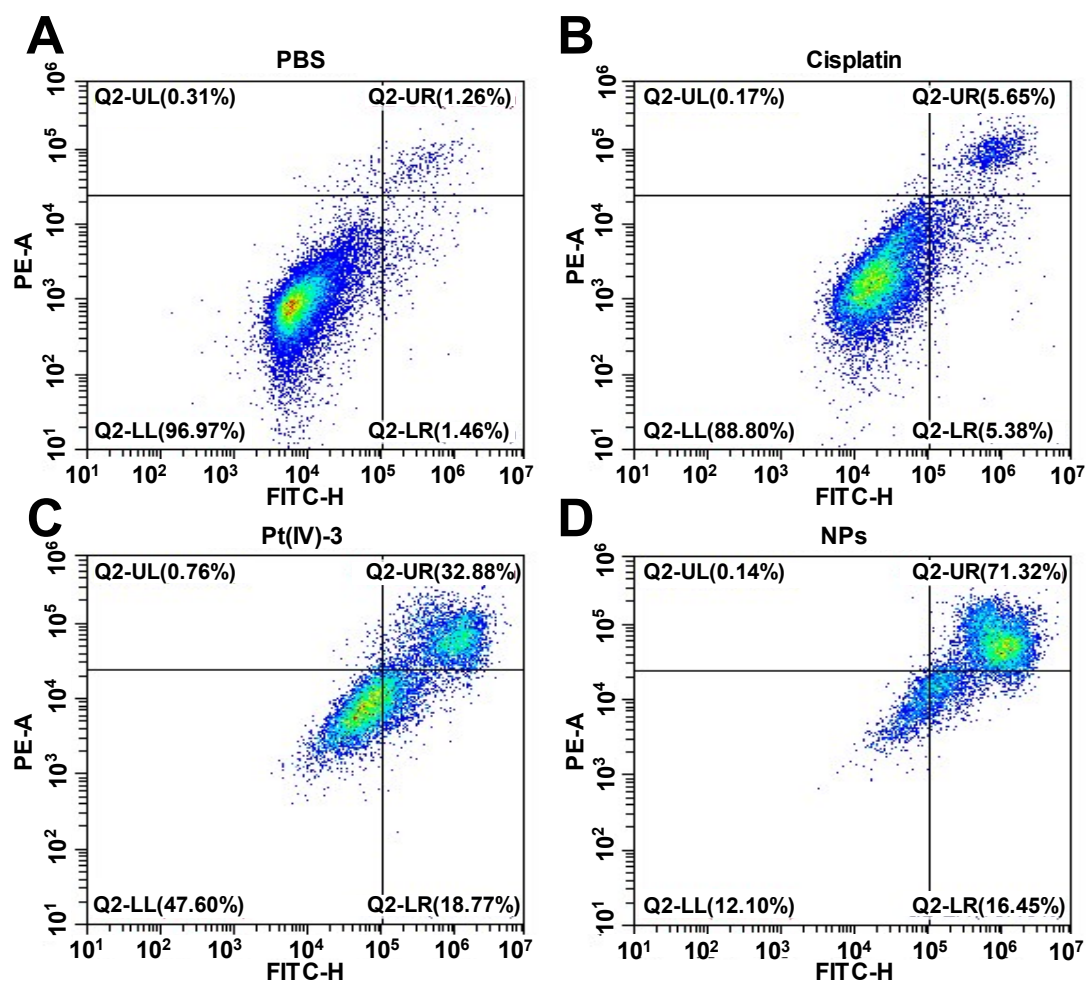 A
PBS
Q2-UL(0.31%)
Q2-UR(1.26%)
Q2-LL(96.97%)
Q2-LR(1.46%)
10^6
10^5
10^4
10^3
10^2
10^1
PE-A
10^1 10^2 10^3 10^4 10^5 10^6 10^7
FITC-H
B
Cisplatin
Q2-UL(0.17%)
Q2-UR(5.65%)
Q2-LL(88.80%)
Q2-LR(5.38%)
10^6
10^5
10^4
10^3
10^2
10^1
PE-A
10^1 10^2 10^3 10^4 10^5 10^6 10^7
FITC-H
C
Pt(IV)-3
Q2-UL(0.76%)
Q2-UR(32.88%)
Q2-LL(47.60%)
Q2-LR(18.77%)
10^6
10^5
10^4
10^3
10^2
10^1
PE-A
10^1 10^2 10^3 10^4 10^5 10^6 10^7
FITC-H
D
NPs
Q2-UL(0.14%)
Q2-UR(71.32%)
Q2-LL(12.10%)
Q2-LR(16.45%)
10^6
10^5
10^4
10^3
10^2
10^1
PE-A
10^1 10^2 10^3 10^4 10^5 10^6 10^7
FITC-H